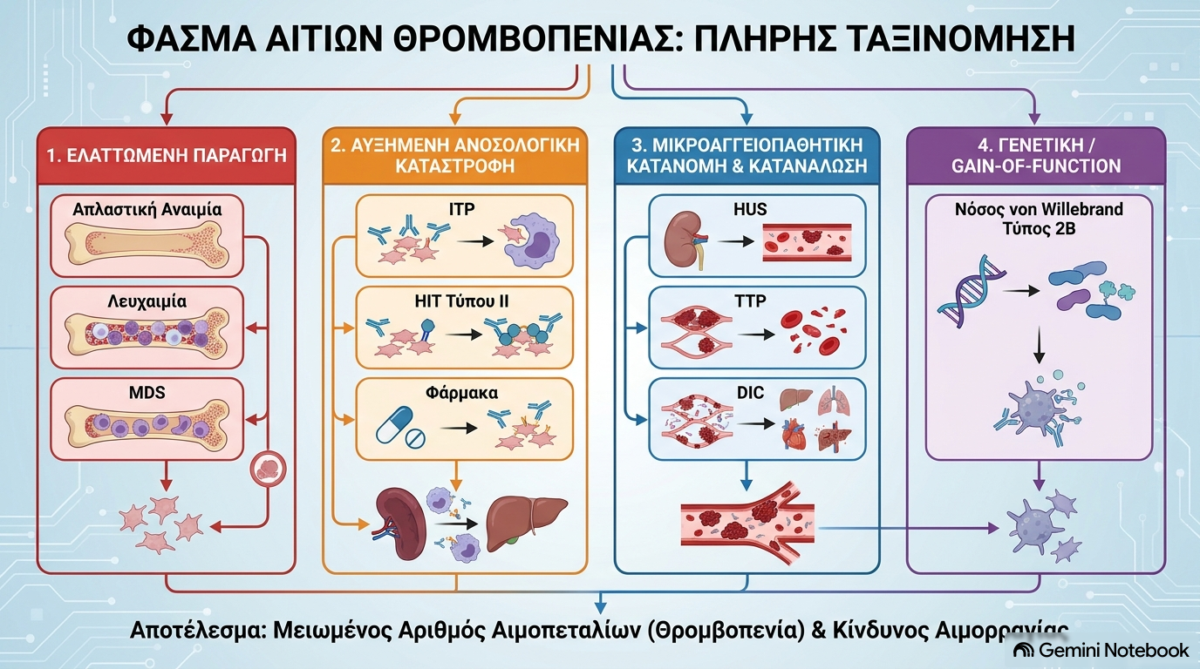 ΦΑΣΜΑ ΑΙΤΙΩΝ ΘΡΟΜΒΟΠΕΝΙΑΣ: ΠΛΗΡΗΣ ΤΑΞΙΝΟΜΗΣΗ
1. ΕΛΑΤΤΩΜΕΝΗ ΠΑΡΑΓΩΓΗ
Απλαστική Αναιμία
Λευχαιμία
MDS
2. ΑΥΞΗΜΕΝΗ ΑΝΟΣΟΛΟΓΙΚΗ
ΚΑΤΑΣΤΡΟΦΗ
ITP
HIT Τύπου II
Φάρμακα
3. ΜΙΚΡΟΑΓΓΕΙΟΠΑΘΗΤΙΚΗ
ΚΑΤΑΝΟΜΗ & ΚΑΤΑΝΑΛΩΣΗ
HUS
TTP
DIC
4. ΓΕΝΕΤΙΚΗ /
GAIN-OF-FUNCTION
Νόσος von Willebrand
Τύπος 2B
Αποτέλεσμα: Μειωμένος Αριθμός Αιμοπεταλίων (Θρομβοπενία) & Κίνδυνος Αιμορραγίας
Gemini Notebook